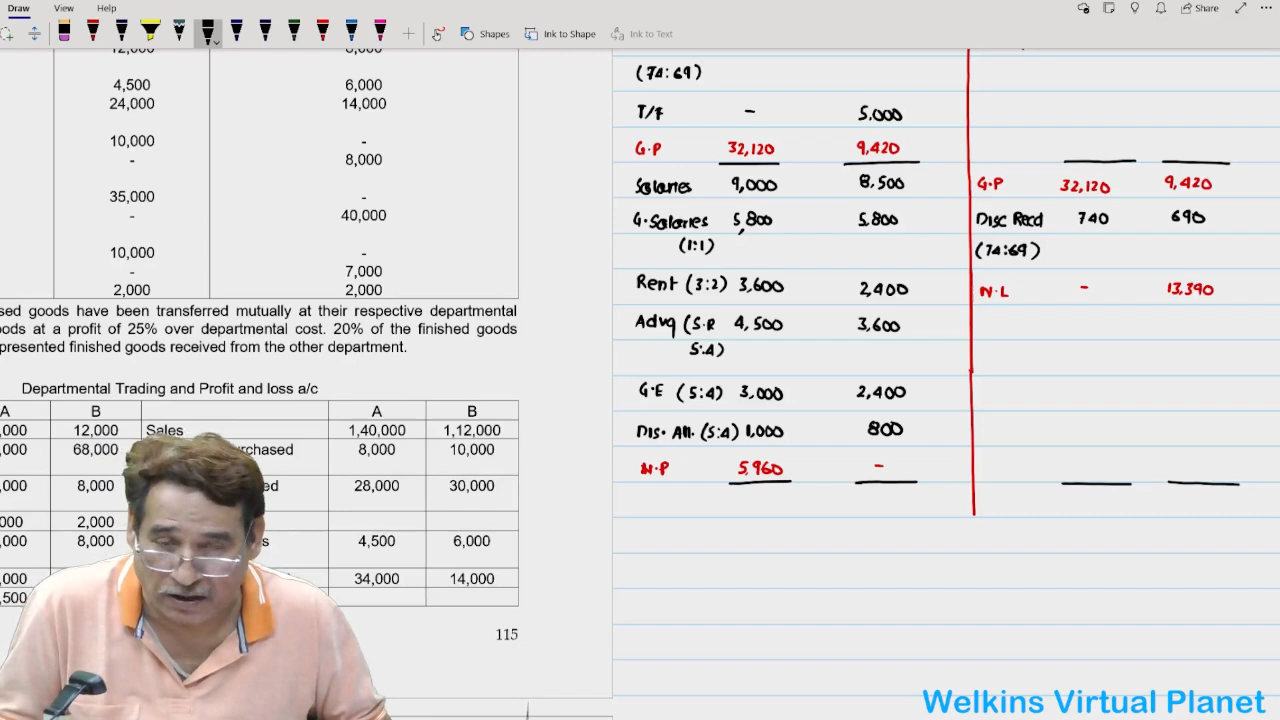 Draw View Help Share
Shapes Ink to Shape Ink to Text
12,000
4,500 6,000
24,000 14,000
10,000 -
- 8,000
35,000 -
- 40,000
10,000 -
- 7,000
2,000 2,000
sed goods have been transferred mutually at their respective departmental
ods at a profit of 25% over departmental cost. 20% of the finished goods
presented finished goods received from the other department.
Departmental Trading and Profit and loss a/c
A B A B
,000 12,000 Sales 1,40,000 1,12,000
,000 68,000 rchased 8,000 10,000
,000 8,000 ed 28,000 30,000
000 2,000
,000 8,000 s 4,500 6,000
,000 34,000 14,000
,500
115
(74:69)
T/F - 5,000
G.P 32,120 9,420
Salaries 9,000 8,500 G.P 32,120 9,420
G.Salaries 5,800 5,800 Disc Recd 740 690
(1:1) (74:69)
Rent (3:2) 3,600 2,400 N.L - 13,390
Advg (S.R 4,500 3,600
5:4)
G.E (5:4) 3,000 2,400
Dis. All. (5:4) 1,000 800
N.P 5,960 -
Welkins Virtual Planet